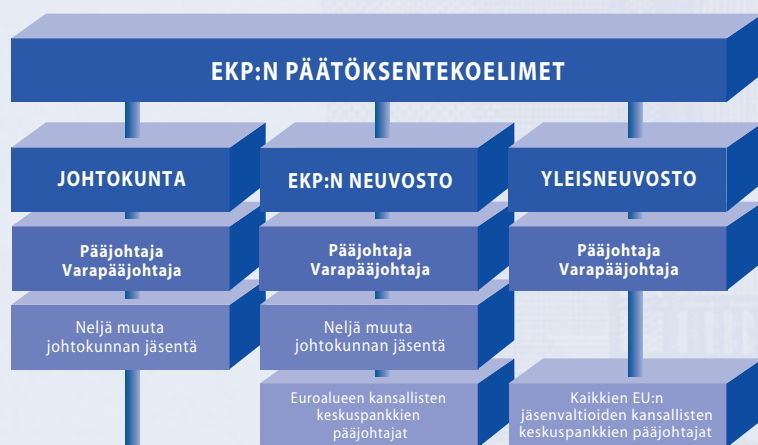 EKP:N PÄÄTÖKSENTEKOELIMET
JOHTOKUNTA
EKP:N NEUVOSTO
YLEISNEUVOSTO
Pääjohtaja
Varapääjohtaja
Pääjohtaja
Varapääjohtaja
Pääjohtaja
Varapääjohtaja
Neljä muuta
johtokunnan jäsentä
Neljä muuta
johtokunnan jäsentä
Euroalueen kansallisten
keskuspankkien
pääjohtajat
Kaikkien EU:n
jäsenvaltioiden kansallisten
keskuspankkien pääjohtajat